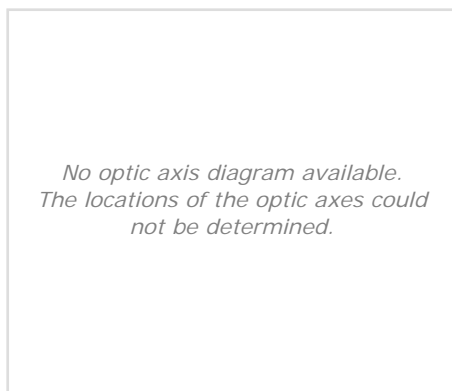 No optic axis diagram available.
The locations of the optic axes could
not be determined.